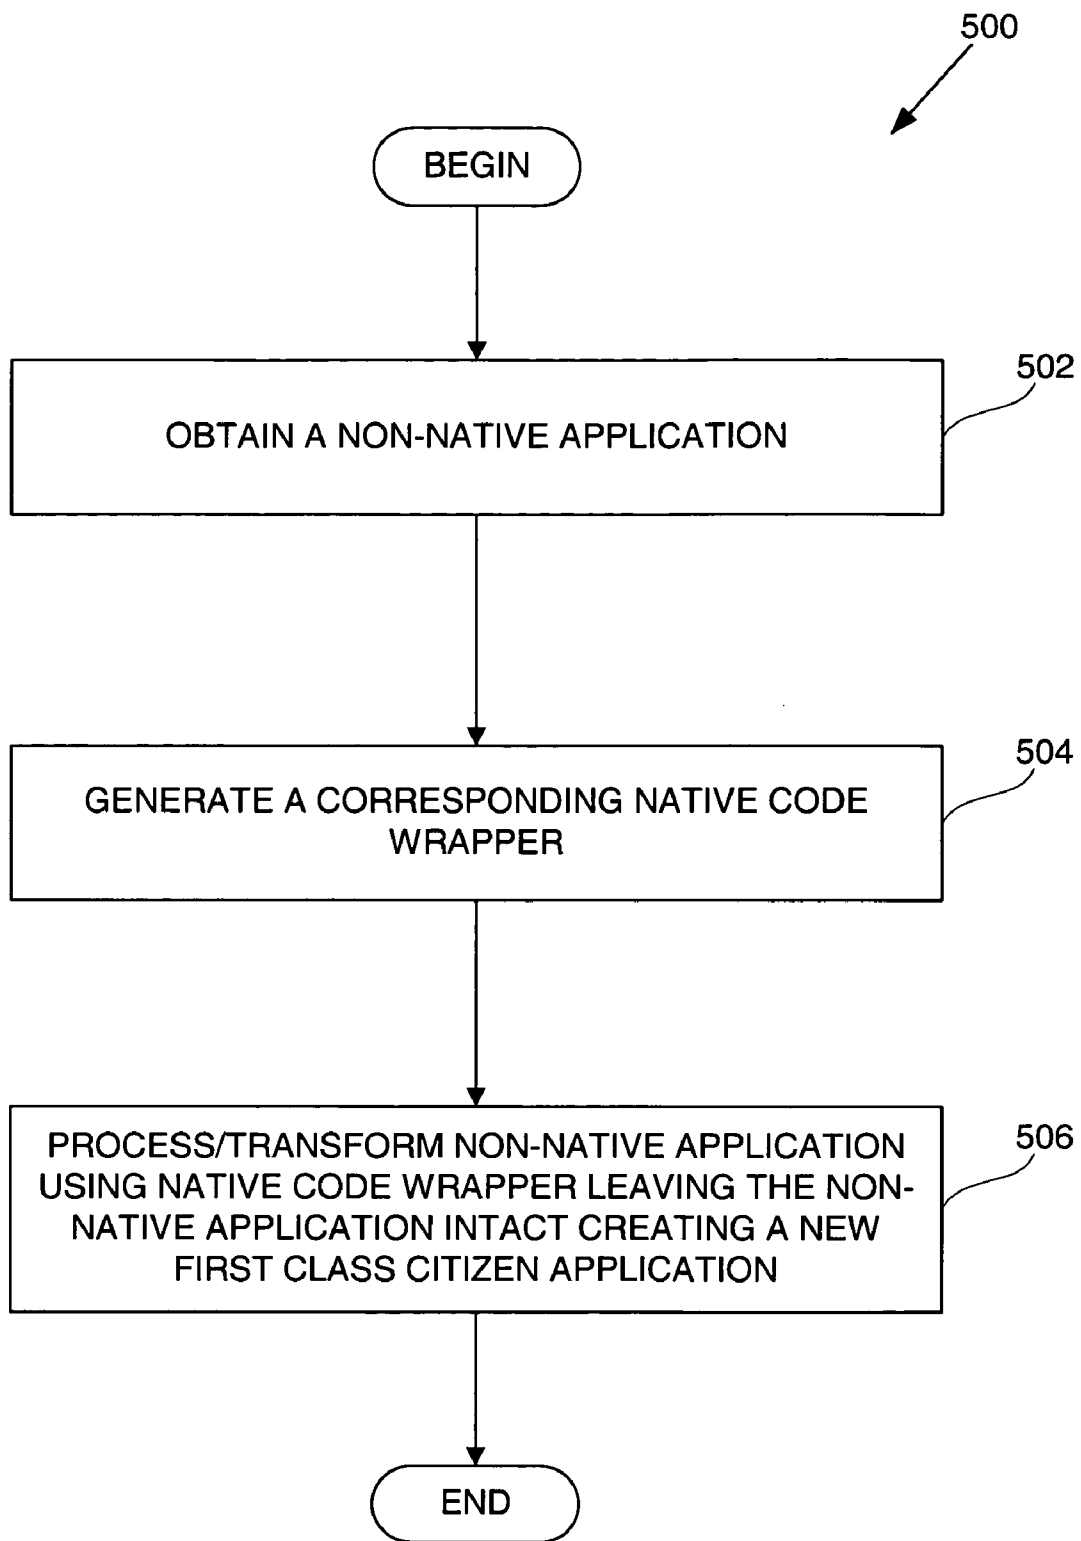 500
BEGIN
502
OBTAIN A NON-NATIVE APPLICATION
504
GENERATE A CORRESPONDING NATIVE CODE
WRAPPER
506
PROCESS/TRANSFORM NON-NATIVE APPLICATION
USING NATIVE CODE WRAPPER LEAVING THE NON-
NATIVE APPLICATION INTACT CREATING A NEW
FIRST CLASS CITIZEN APPLICATION
END